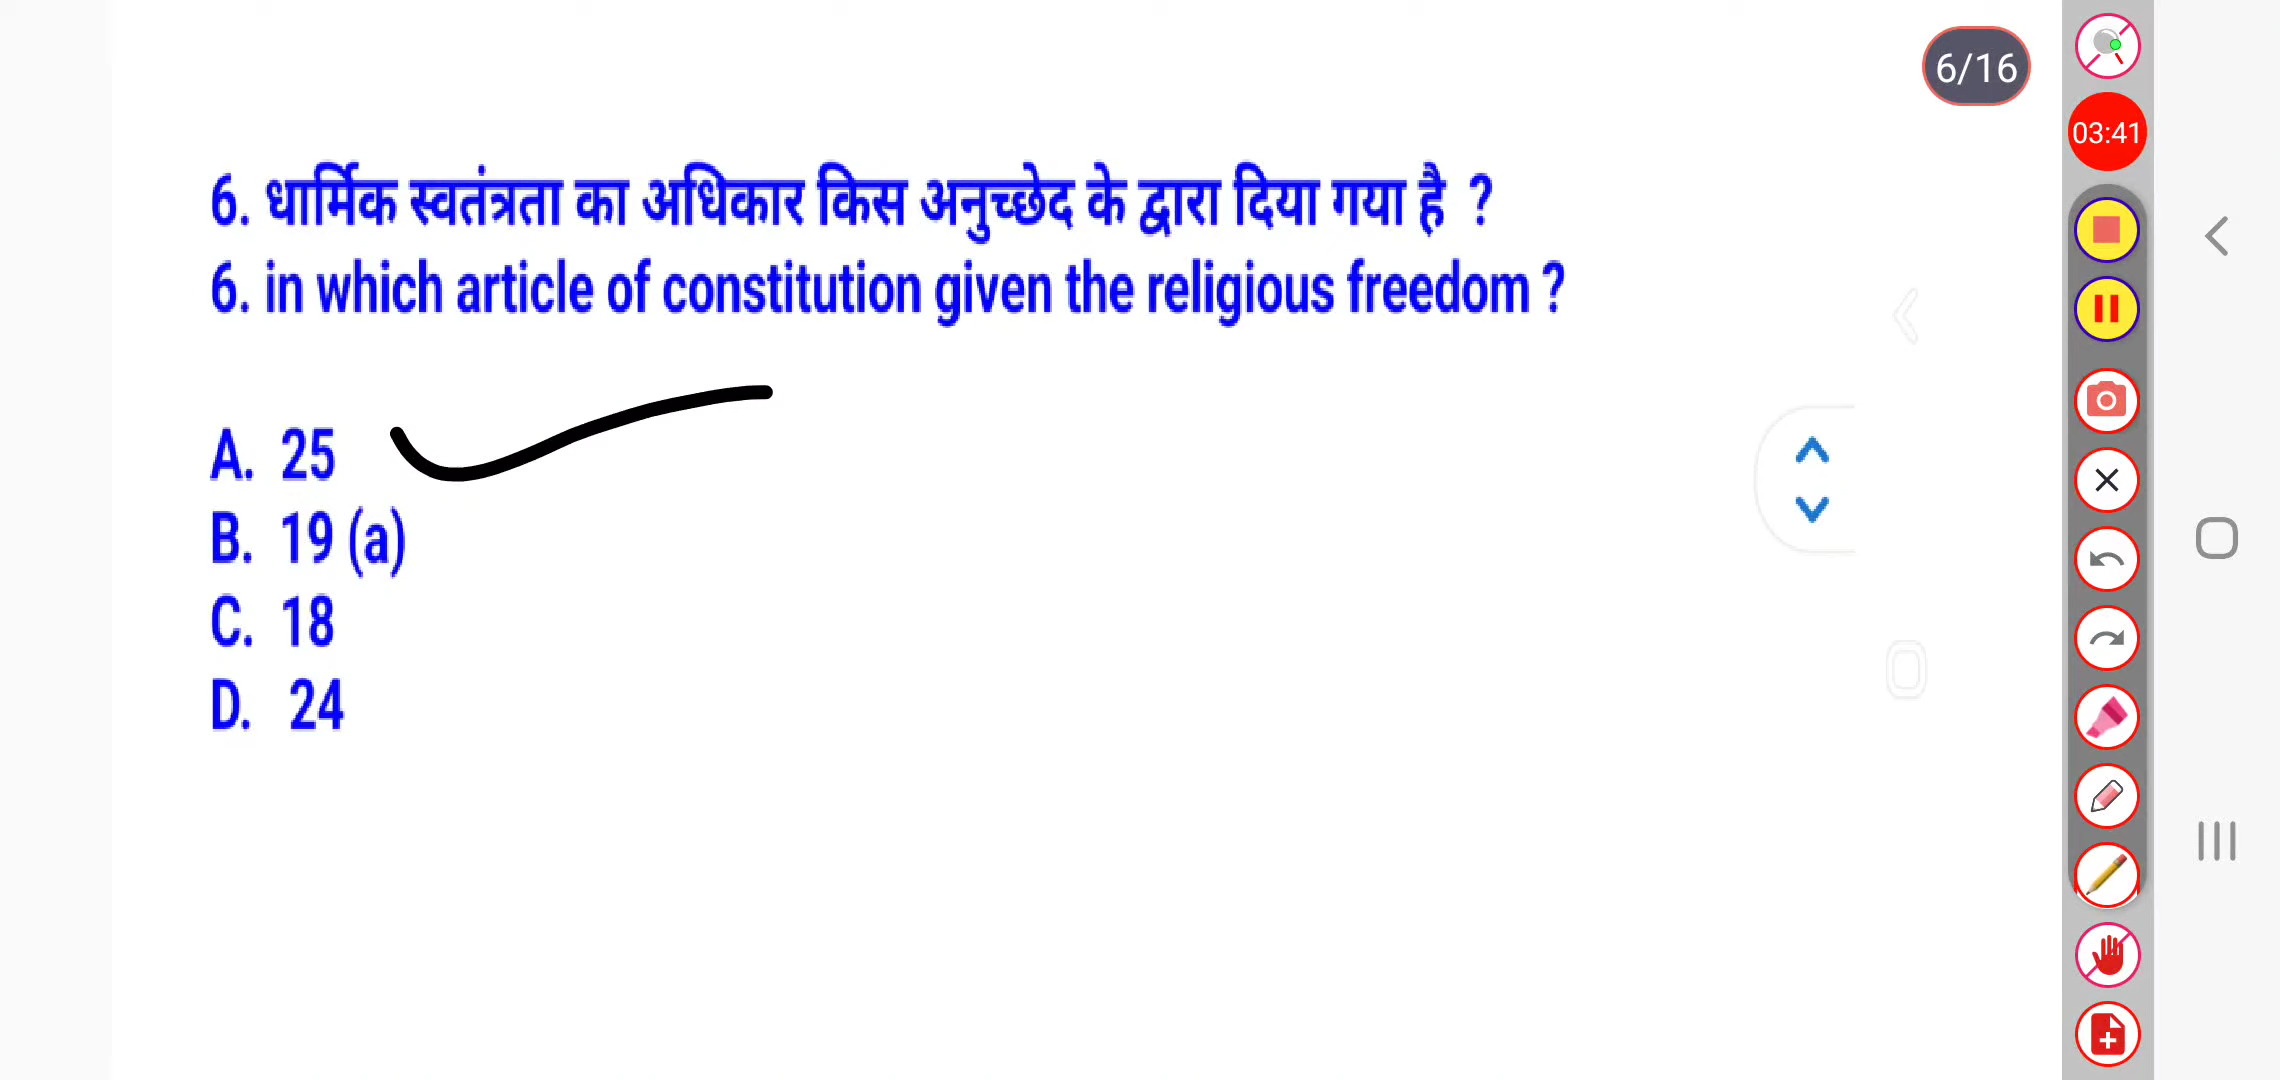 6/16
03:41
6. धार्मिक स्वतंत्रता का अधिकार किस अनुच्छेद के द्वारा दिया गया है ?
6. in which article of constitution given the religious freedom ?
A. 25
B. 19 (a)
C. 18
D. 24